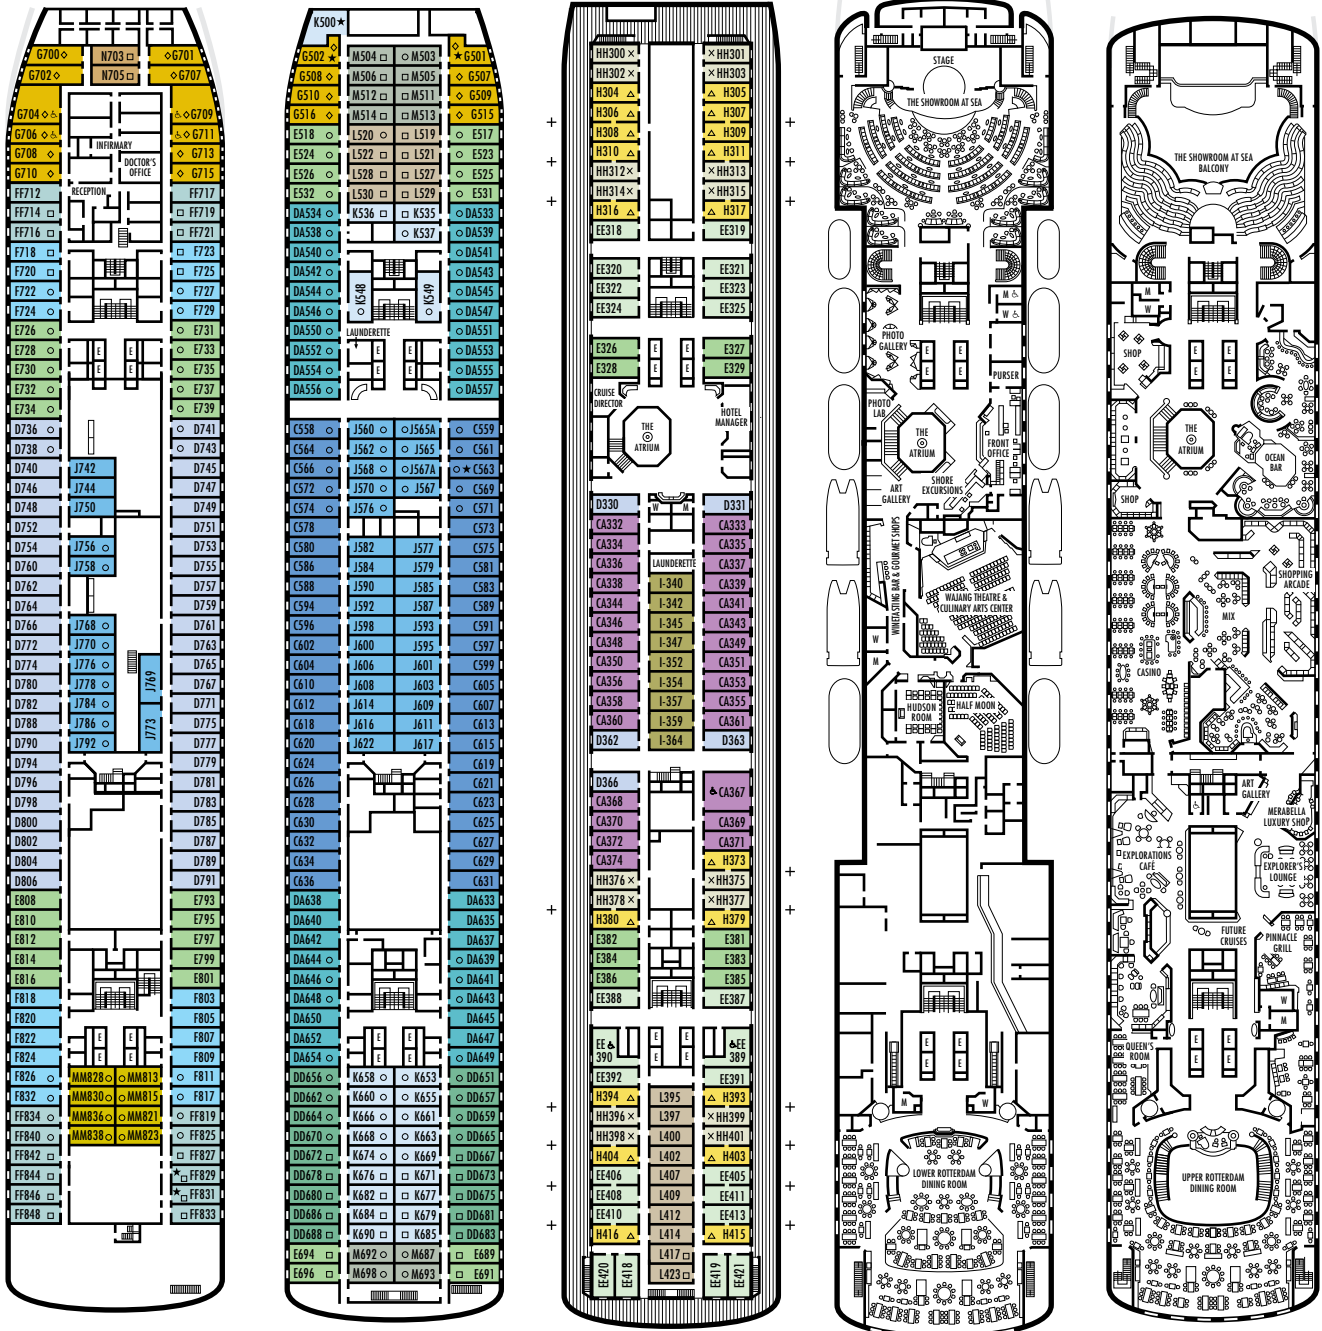 G700 N703 G701
G702 N705 G707
G704 G709
G706 G711
INFIRMARY
G708 G713
DOCTOR'S
OFFICE
G710 G715
RECEPTION
FF712 FF717
FF714 FF719
FF716 FF721
F718 F723
F720 F725
F722 F727
F724 F729
E726 E731
E728 E E E733
E730 E E E735
E732 E737
E734 E739
D736 D741
D738 D743
D740 J742 D745
D746 J744 D747
D748 J750 D749
D752 D751
D754 J756 D753
D760 J758 D755
D762 D757
D764 D759
D766 J768 D761
D772 J770 D763
D774 J776 J769 D765
D780 J778 D767
D782 J784 J773 D771
D788 J786 D775
D790 J792 D777
D794 D779
D796 D781
D798 D783
D800 D785
D802 D787
D804 D789
D806 D791
E808 E793
E810 E795
E812 E797
E814 E799
E816 E801
F818 F803
F820 F805
F822 E E F807
F824 E E F809
F826 MM828 MM813 F811
F832 MM830 MM815 F817
FF834 MM836 MM821 FF819
FF840 MM838 MM823 FF825
FF842 FF827
FF844 FF829
FF846 FF831
FF848 FF833
K500
G502 M504 M503 G501
G508 M506 M505 G507
G510 M512 M511 G509
G516 M514 M513 G515
E518 L520 L519 E517
E524 L522 L521 E523
E526 L528 L527 E525
E532 L530 L529 E531
DA534 K536 K535 DA533
DA538 K537 DA539
DA540 DA541
DA542 DA543
DA544 K548 K549 DA545
DA546 DA547
DA550 LAUNDERETTE DA551
DA552 E E DA553
DA554 E E DA555
DA556 DA557
C558 J560 J565A C559
C564 J562 J565 C561
C566 J568 J567A C563
C572 J570 J567 C569
C574 J576 C571
C578 C573
C580 J582 J577 C575
C586 J584 J579 C581
C588 J590 J585 C583
C594 J592 J587 C589
C596 J598 J593 C591
C602 J600 J595 C597
C604 J606 J601 C599
C610 J608 J603 C605
C612 J614 J609 C607
C618 J616 J611 C613
C620 J622 J617 C615
C624 C619
C626 C621
C628 C623
C630 C625
C632 C627
C634 C629
C636 C631
DA638 DA633
DA640 DA635
DA642 DA637
DA644 DA639
DA646 DA641
DA648 DA643
DA650 DA645
DA652 E E DA647
DA654 E E DA649
DD656 K658 K653 DD651
DD662 K660 K655 DD657
DD664 K666 K661 DD659
DD670 K668 K663 DD665
DD672 K674 K669 DD667
DD678 K676 K671 DD673
DD680 K682 K677 DD675
DD686 K684 K679 DD681
DD688 K690 K685 DD683
E694 M692 M687 E689
E696 M698 M693 E691
HH300 HH301
HH302 HH303
H304 H305
H306 H307
H308 H309
H310 H311
HH312 HH313
HH314 HH315
H316 H317
EE318 EE319
EE320 EE321
EE322 EE323
EE324 EE325
E326 E E E327
E328 E E E329
CRUISE
DIRECTOR
HOTEL
MANAGER
THE
ATRIUM
D330 W M D331
CA332 CA333
CA334 CA335
CA336 LAUNDERETTE CA337
CA338 I-340 CA339
CA344 I-342 CA341
CA346 I-345 CA343
CA348 I-347 CA349
CA350 I-352 CA351
CA356 I-354 CA353
CA358 I-357 CA355
CA360 I-359 CA361
D362 I-364 D363
D366 CA367
CA368
CA370 CA369
CA372 CA371
CA374 H373
HH376 HH375
HH378 HH377
H380 H379
E382 E381
E384 E383
E386 E385
EE388 EE387
EE
390 E E EE
389
E E
EE392 EE391
H394 L395 H393
HH396 L397 HH399
HH398 L400 HH401
H404 L402 H403
EE406 L407 EE405
EE408 L409 EE411
EE410 L412 EE413
H416 L414 H415
L417
EE420 EE418 L423 EE419 EE421
STAGE
THE SHOWROOM AT SEA
M
W
PHOTO
GALLERY
E E
E E
PURSER
PHOTO
LAB
THE
ATRIUM
FRONT
OFFICE
ART
GALLERY
SHORE
EXCURSIONS
WINETASTING BAR & GOURMET SHOPS
WAJANG THEATRE &
CULINARY ARTS CENTER
W
M
HUDSON
ROOM
HALF MOON
E E
E E
M W
LOWER ROTTERDAM
DINING ROOM
THE SHOWROOM AT SEA
BALCONY
M
W
SHOP
E E
E E
THE
ATRIUM
OCEAN
BAR
SHOP
SHOPPING
ARCADE
MIX
CASINO
ART
GALLERY
MERABELLA
LUXURY SHOP
EXPLORATIONS
CAFÉ
EXPLORER'S
LOUNGE
FUTURE
CRUISES
PINNACLE
GRILL
W
M
QUEEN'S
ROOM
E E
E E
UPPER ROTTERDAM
DINING ROOM